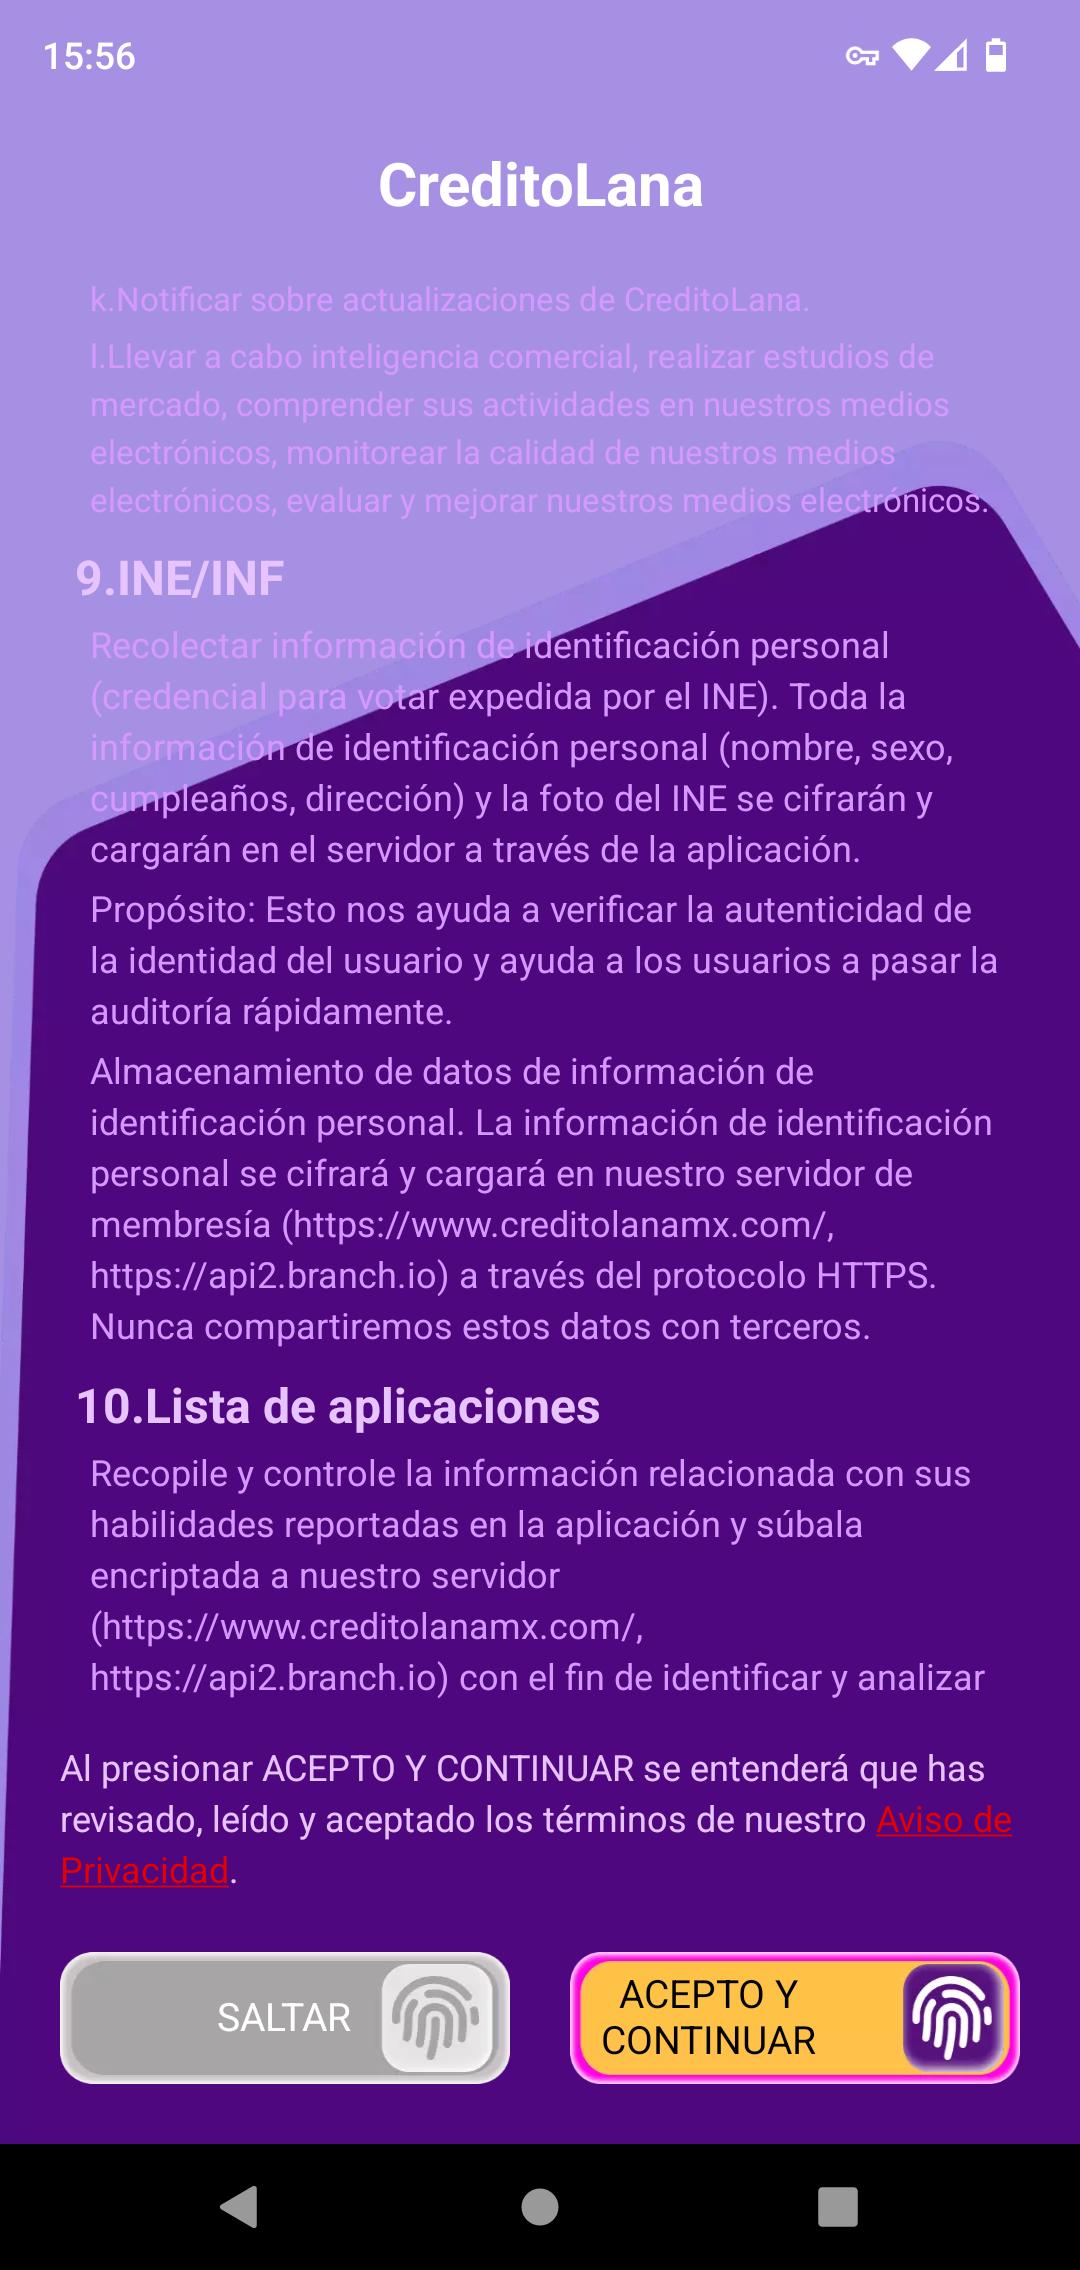 15:56
CreditoLana
k.Notificar sobre actualizaciones de CreditoLana.
l.Llevar a cabo inteligencia comercial, realizar estudios de
mercado, comprender sus actividades en nuestros medios
electrónicos, monitorear la calidad de nuestros medios
electrónicos, evaluar y mejorar nuestros medios electrónicos.
9.INE/INF
Recolectar información de identificación personal
(credencial para votar expedida por el INE). Toda la
información de identificación personal (nombre, sexo,
cumpleaños, dirección) y la foto del INE se cifrarán y
cargarán en el servidor a través de la aplicación.
Propósito: Esto nos ayuda a verificar la autenticidad de
la identidad del usuario y ayuda a los usuarios a pasar la
auditoría rápidamente.
Almacenamiento de datos de información de
identificación personal. La información de identificación
personal se cifrará y cargará en nuestro servidor de
membresía (https://www.creditolanamx.com/,
https://api2.branch.io) a través del protocolo HTTPS.
Nunca compartiremos estos datos con terceros.
10.Lista de aplicaciones
Recopile y controle la información relacionada con sus
habilidades reportadas en la aplicación y súbala
encriptada a nuestro servidor
(https://www.creditolanamx.com/,
https://api2.branch.io) con el fin de identificar y analizar
Al presionar ACEPTO Y CONTINUAR se entenderá que has
revisado, leído y aceptado los términos de nuestro Aviso de
Privacidad.
SALTAR
ACEPTO Y
CONTINUAR